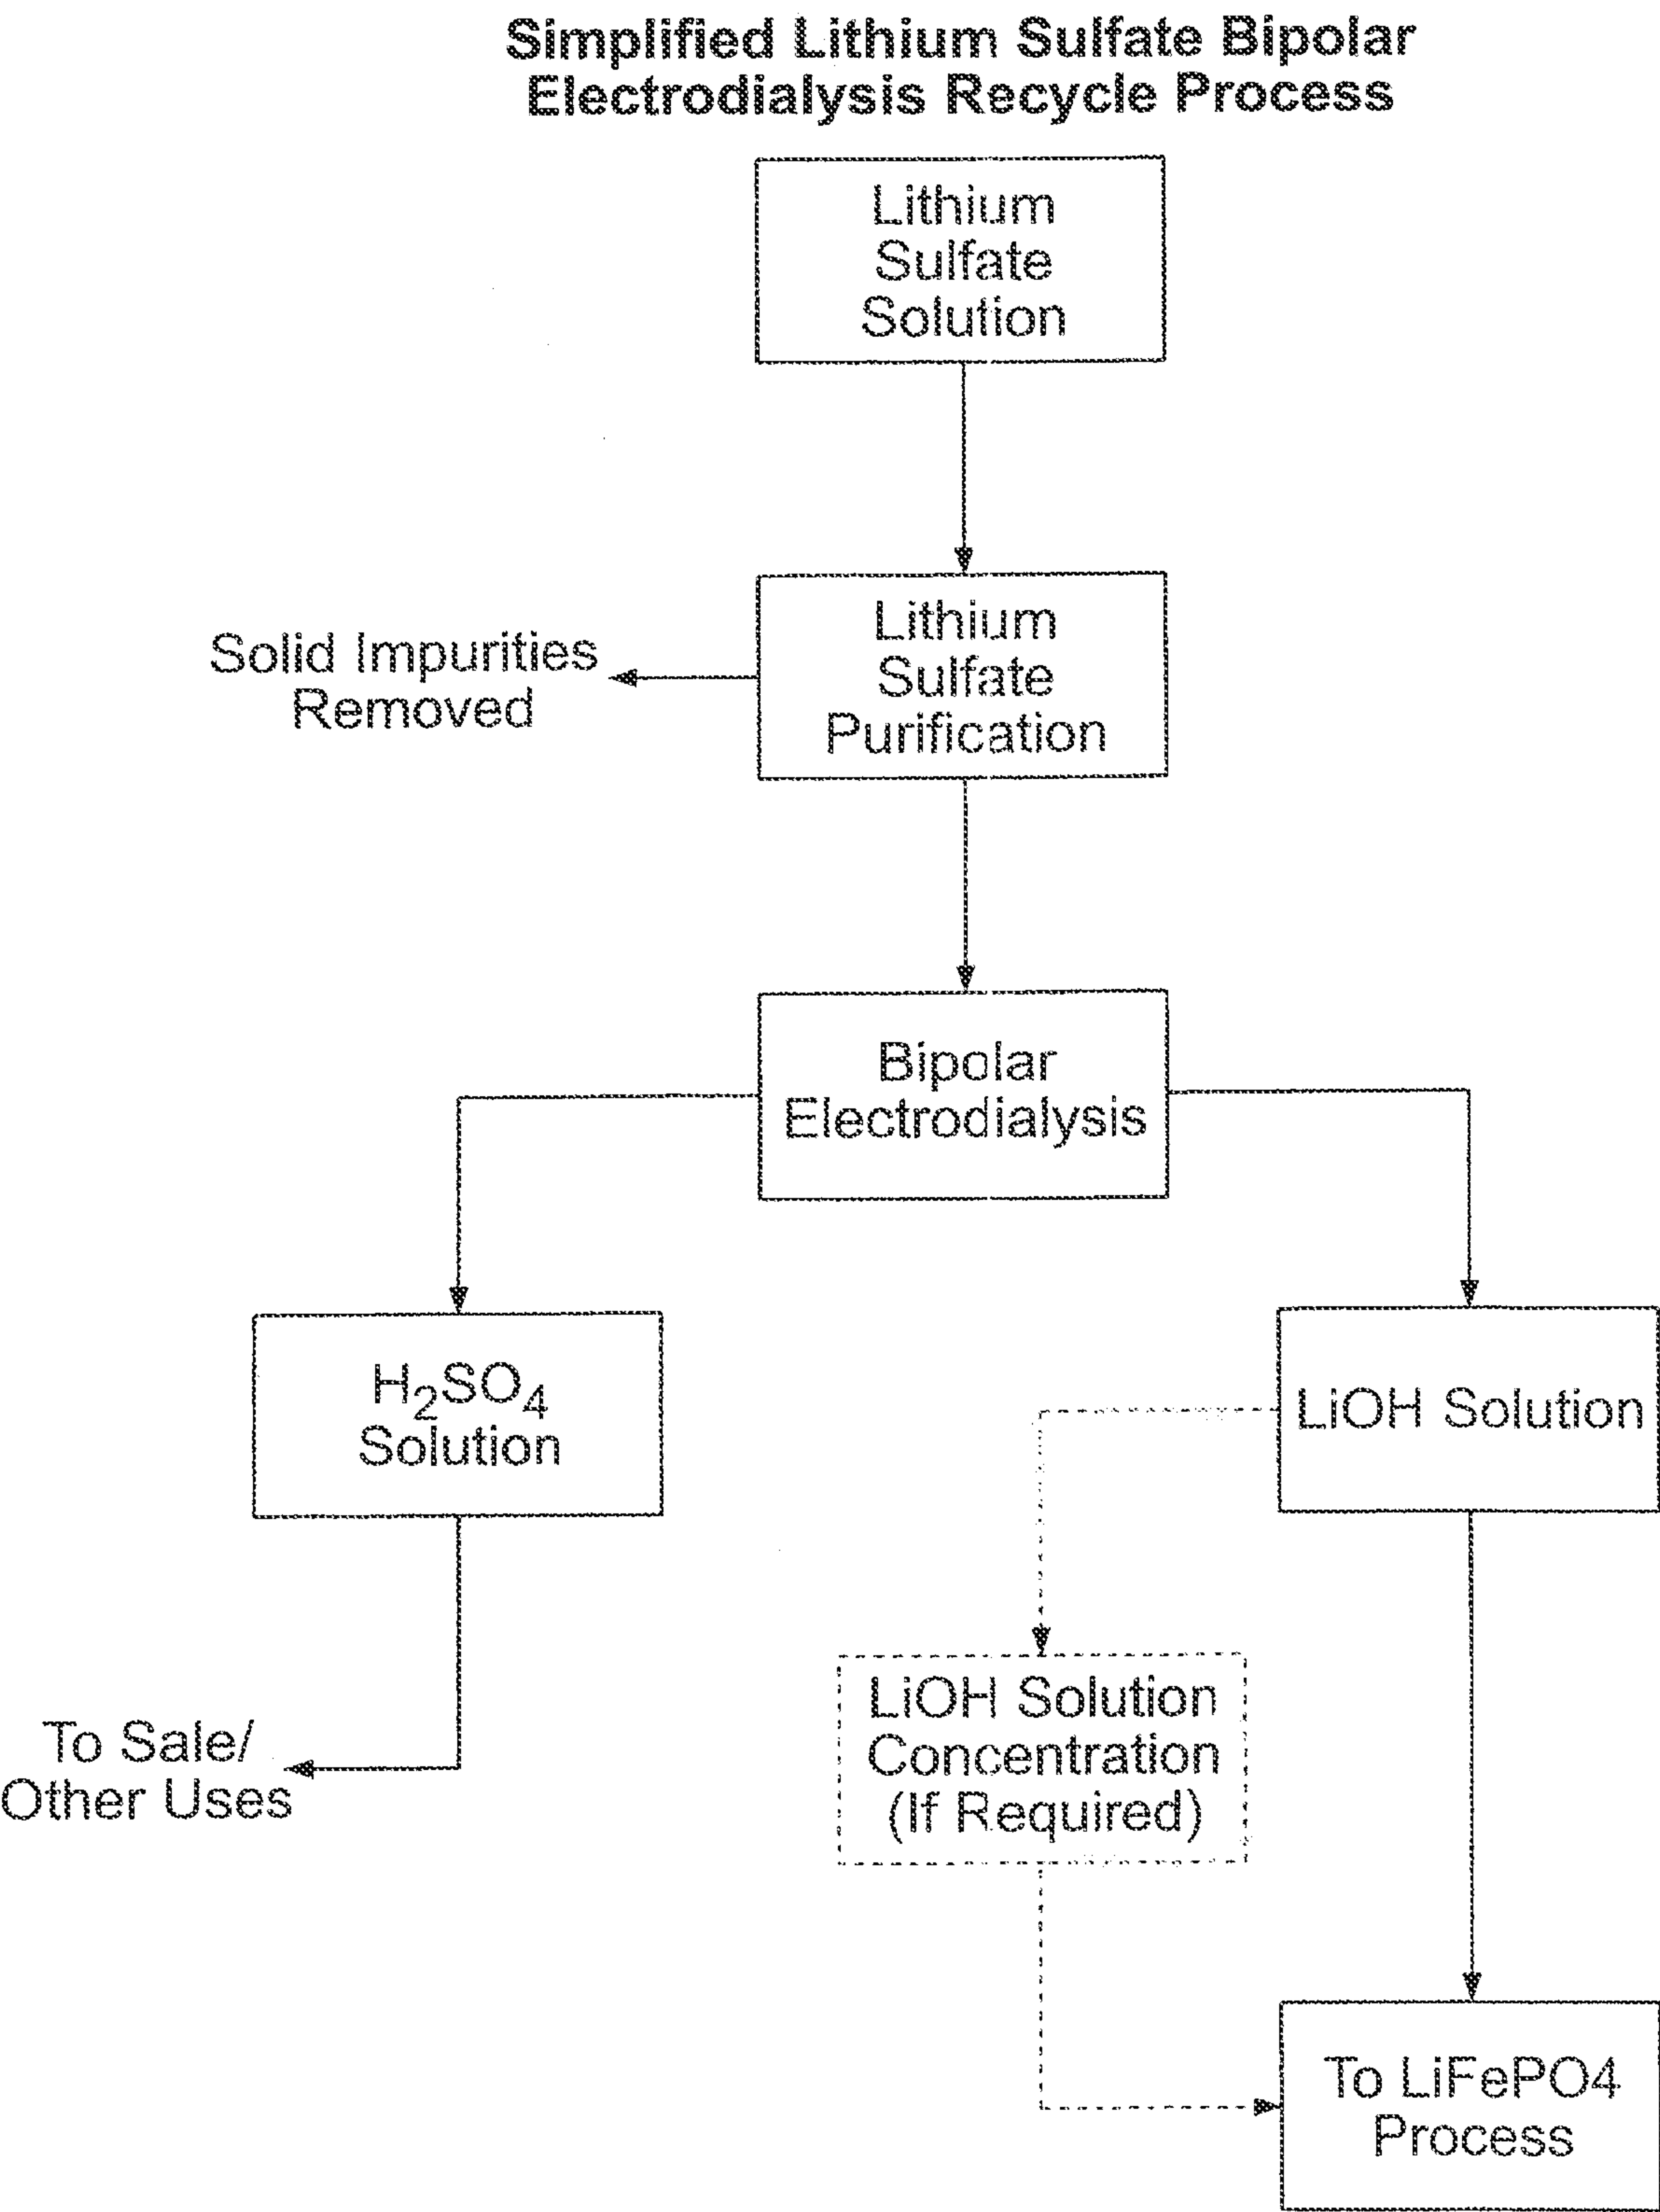 Simplified Lithium Sulfate Bipolar
Electrodialysis Recycle Process
Lithium
Sulfate
Solution
Lithium
Sulfate
Purification
Solid Impurities
Removed
Bipolar
Electrodialysis
H₂SO₄
Solution
LiOH Solution
LiOH Solution
Concentration
(If Required)
To Sale/
Other Uses
To LiFePO4
Process